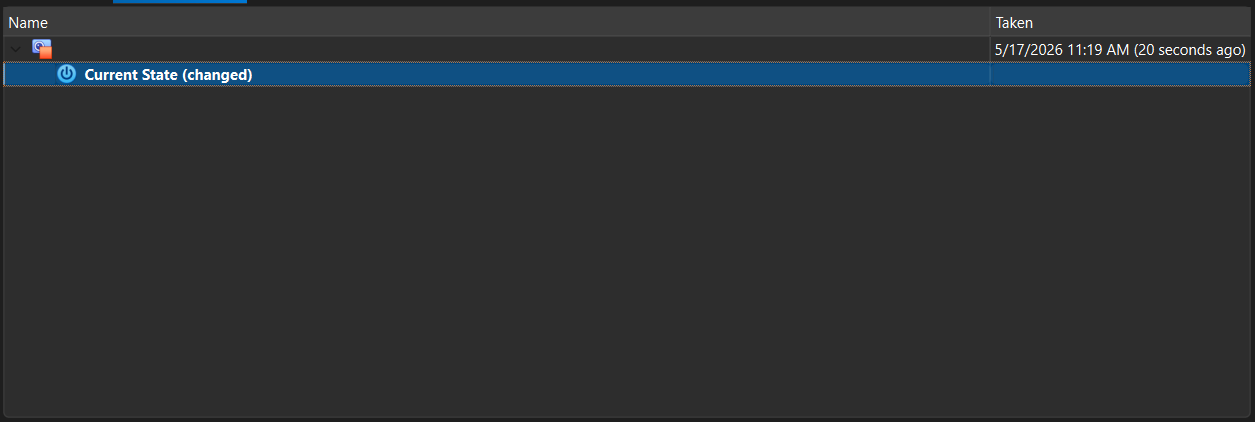 Name Taken
5/17/2026 11:19 AM (20 seconds ago)
Current State (changed)